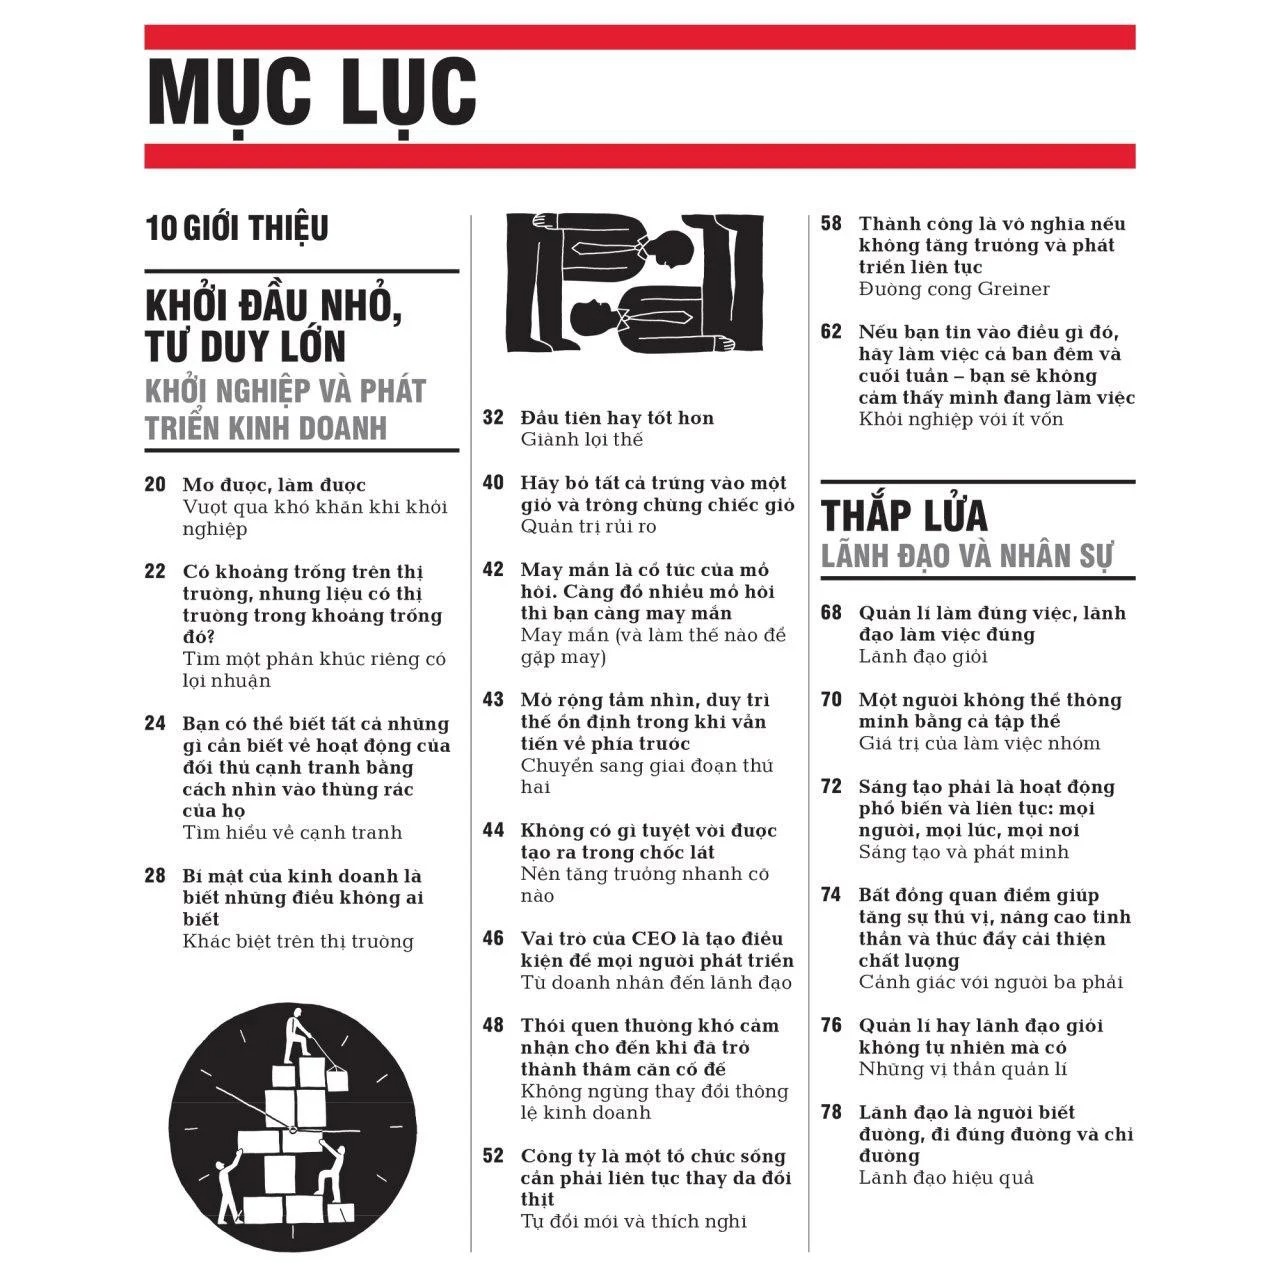 MỤC LỤC
10 GIỚI THIỆU
KHỞI ĐẦU NHỎ,
TƯ DUY LỚN
KHỞI NGHIỆP VÀ PHÁT
TRIỂN KINH DOANH
20 Mơ được, làm được
Vượt qua khó khăn khi khởi
nghiệp
22 Có khoảng trống trên thị
trường, nhưng liệu có thị
trường trong khoảng trống
đó?
Tìm một phân khúc riêng có
lợi nhuận
24 Bạn có thể biết tất cả những
gì cần biết về hoạt động của
đối thủ cạnh tranh bằng
cách nhìn vào thùng rác
của họ
Tìm hiểu về cạnh tranh
28 Bí mật của kinh doanh là
biết những điều không ai
biết
Khác biệt trên thị trường
32 Đầu tiên hay tốt hơn
Giành lợi thế
40 Hãy bỏ tất cả trứng vào một
giỏ và trông chừng chiếc giỏ
Quản trị rủi ro
42 May mắn là cổ tức của mồ
hôi. Càng đổ nhiều mồ hôi
thì bạn càng may mắn
May mắn (và làm thế nào để
gặp may)
43 Mở rộng tầm nhìn, duy trì
thế ổn định trong khi vẫn
tiến về phía trước
Chuyển sang giai đoạn thứ
hai
44 Không có gì tuyệt vời được
tạo ra trong chốc lát
Nên tăng trưởng nhanh cỡ
nào
46 Vai trò của CEO là tạo điều
kiện để mọi người phát triển
Từ doanh nhân đến lãnh đạo
48 Thói quen thường khó cảm
nhận cho đến khi đã trở
thành thâm căn cố đế
Không ngừng thay đổi thông
lệ kinh doanh
52 Công ty là một tổ chức sống
cần phải liên tục thay da đổi
thịt
Tự đổi mới và thích nghi
58 Thành công là vô nghĩa nếu
không tăng trưởng và phát
triển liên tục
Đường cong Greiner
62 Nếu bạn tin vào điều gì đó,
hãy làm việc cả ban đêm và
cuối tuần – bạn sẽ không
cảm thấy mình đang làm việc
Khởi nghiệp với ít vốn
THẮP LỬA
LÃNH ĐẠO VÀ NHÂN SỰ
68 Quản lí làm đúng việc, lãnh
đạo làm việc đúng
Lãnh đạo giỏi
70 Một người không thể thông
minh bằng cả tập thể
Giá trị của làm việc nhóm
72 Sáng tạo phải là hoạt động
phổ biến và liên tục: mọi
người, mọi lúc, mọi nơi
Sáng tạo và phát minh
74 Bất đồng quan điểm giúp
tăng sự thú vị, nâng cao tinh
thần và thúc đẩy cải thiện
chất lượng
Cảnh giác với người ba phải
76 Quản lí hay lãnh đạo giỏi
không tự nhiên mà có
Những vị thần quản lí
78 Lãnh đạo là người biết
đường, đi đúng đường và chỉ
đường
Lãnh đạo hiệu quả